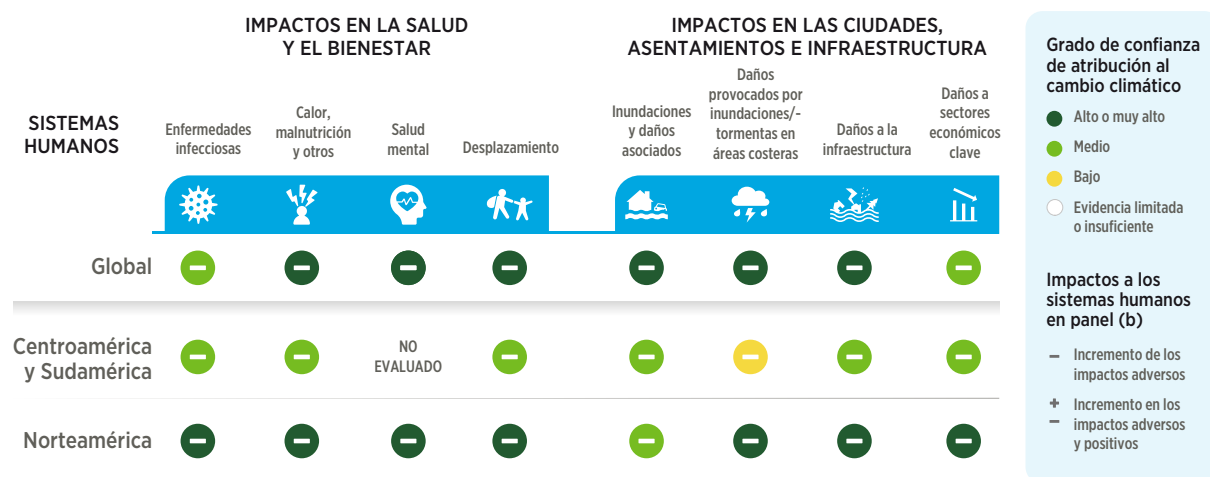 IMPACTOS EN LA SALUD
Y EL BIENESTAR
IMPACTOS EN LAS CIUDADES,
ASENTAMIENTOS E INFRAESTRUCTURA
SISTEMAS
HUMANOS
Enfermedades
infecciosas
Calor,
malnutrición
y otros
Salud
mental
Desplazamiento
Inundaciones
y daños
asociados
Daños
provocados por
inundaciones/-
tormentas en
áreas costeras
Daños a la
infraestructura
Daños a
sectores
económicos
clave
Global
Centroamérica
y Sudamérica
NO
EVALUADO
Norteamérica
Grado de confianza
de atribución al
cambio climático
Alto o muy alto
Medio
Bajo
Evidencia limitada
o insuficiente
Impactos a los
sistemas humanos
en panel (b)
− Incremento de los
impactos adversos
+ Incremento en los
− impactos adversos
y positivos